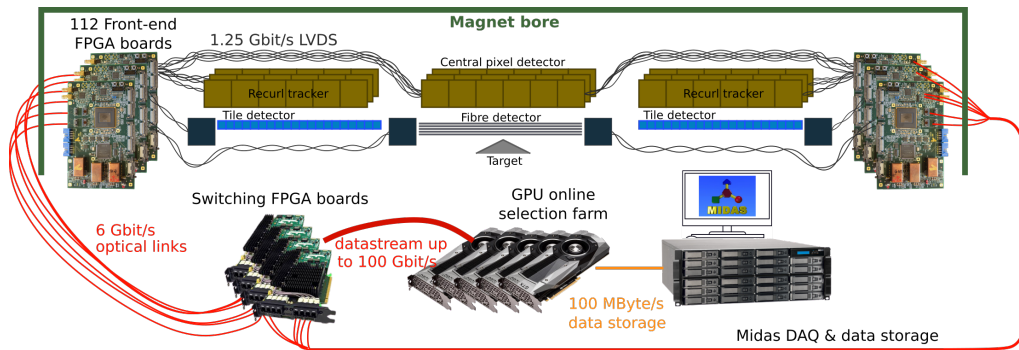 Magnet bore
112 Front-end
FPGA boards
1.25 Gbit/s LVDS
Central pixel detector
Recurl tracker
Recurl tracker
Tile detector
Fibre detector
Tile detector
Target
Switching FPGA boards
GPU online
selection farm
MIDAS
6 Gbit/s
optical links
datastream up
to 100 Gbit/s
100 MByte/s
data storage
Midas DAQ & data storage